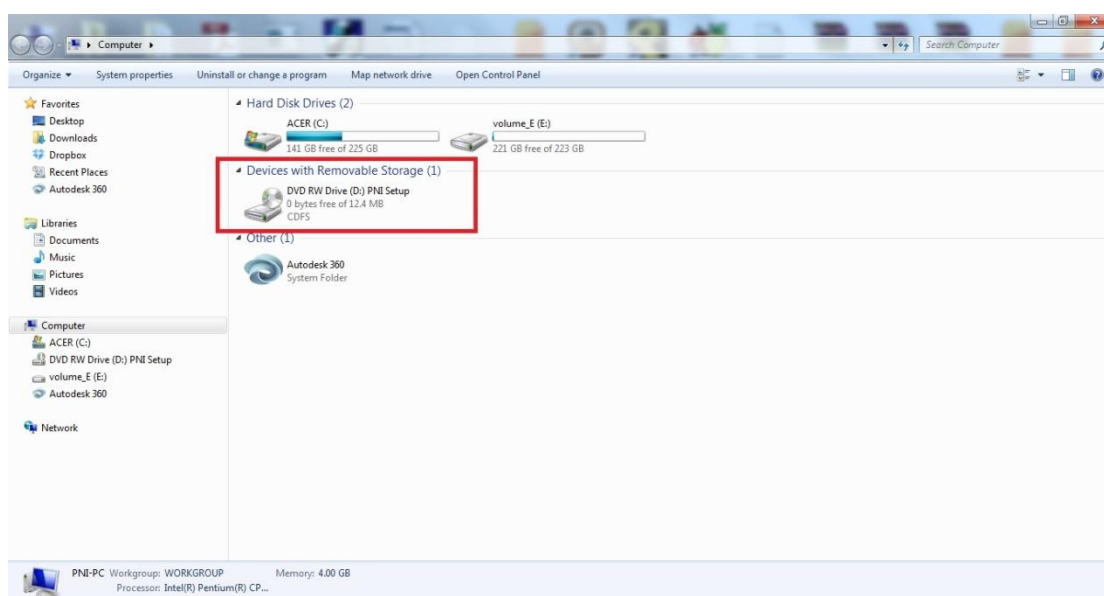 Computer
Search Computer
Organize System properties Uninstall or change a program Map network drive Open Control Panel
Favorites
Desktop
Downloads
Dropbox
Recent Places
Autodesk 360
Libraries
Documents
Music
Pictures
Videos
Computer
ACER (C:)
DVD RW Drive (D:) PNI Setup
volume_E (E:)
Autodesk 360
Network
Hard Disk Drives (2)
ACER (C:)
141 GB free of 225 GB
volume_E (E:)
221 GB free of 223 GB
Devices with Removable Storage (1)
DVD RW Drive (D:) PNI Setup
0 bytes free of 12.4 MB
CDFS
Other (1)
Autodesk 360
System Folder
PNI-PC Workgroup: WORKGROUP Memory: 4.00 GB
Processor: Intel(R) Pentium(R) CP...